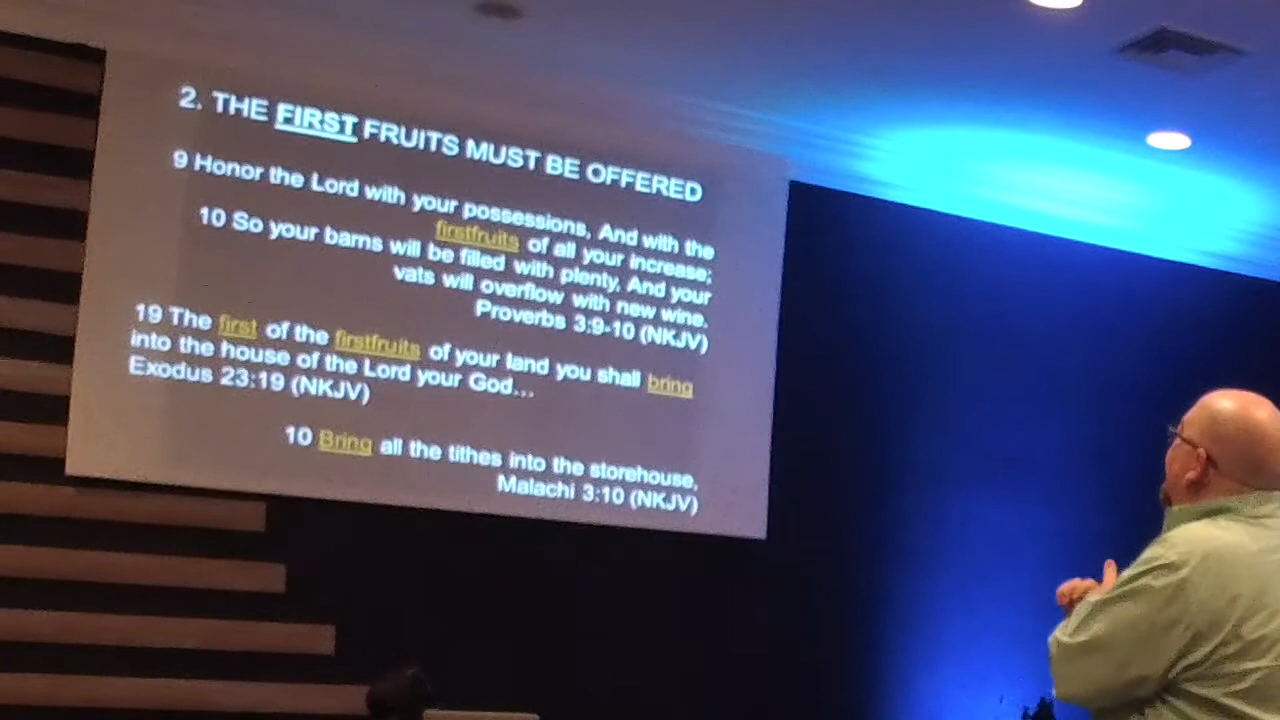 2. THE FIRST FRUITS MUST BE OFFERED
9 Honor the Lord with your possessions, And with the
firstfruits of all your increase;
10 So your barns will be filled with plenty, And your
vats will overflow with new wine.
Proverbs 3:9-10 (NKJV)
19 The first of the firstfruits of your land you shall bring
into the house of the Lord your God...
Exodus 23:19 (NKJV)
10 Bring all the tithes into the storehouse,
Malachi 3:10 (NKJV)